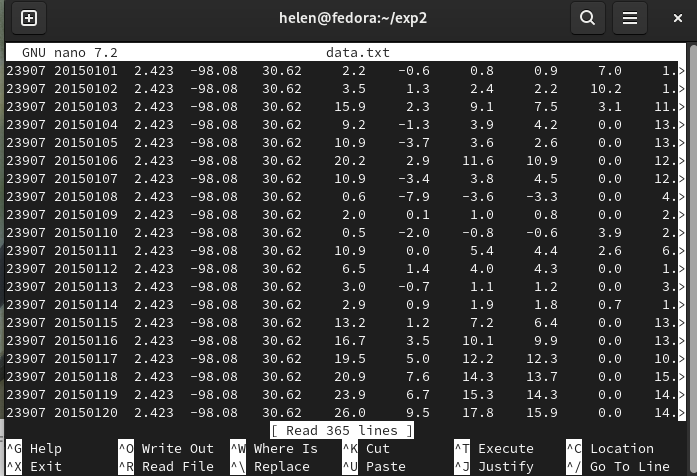 helen@fedora:~/exp2
GNU nano 7.2 data.txt
23907 20150101 2.423 -98.08 30.62 2.2 -0.6 0.8 0.9 7.0 1.>
23907 20150102 2.423 -98.08 30.62 3.5 1.3 2.4 2.2 10.2 1.>
23907 20150103 2.423 -98.08 30.62 15.9 2.3 9.1 7.5 3.1 11.>
23907 20150104 2.423 -98.08 30.62 9.2 -1.3 3.9 4.2 0.0 13.>
23907 20150105 2.423 -98.08 30.62 10.9 -3.7 3.6 2.6 0.0 13.>
23907 20150106 2.423 -98.08 30.62 20.2 2.9 11.6 10.9 0.0 12.>
23907 20150107 2.423 -98.08 30.62 10.9 -3.4 3.8 4.5 0.0 12.>
23907 20150108 2.423 -98.08 30.62 0.6 -7.9 -3.6 -3.3 0.0 4.>
23907 20150109 2.423 -98.08 30.62 2.0 0.1 1.0 0.8 0.0 2.>
23907 20150110 2.423 -98.08 30.62 0.5 -2.0 -0.8 -0.6 3.9 2.>
23907 20150111 2.423 -98.08 30.62 10.9 0.0 5.4 4.4 2.6 6.>
23907 20150112 2.423 -98.08 30.62 6.5 1.4 4.0 4.3 0.0 1.>
23907 20150113 2.423 -98.08 30.62 3.0 -0.7 1.1 1.2 0.0 3.>
23907 20150114 2.423 -98.08 30.62 2.9 0.9 1.9 1.8 0.7 1.>
23907 20150115 2.423 -98.08 30.62 13.2 1.2 7.2 6.4 0.0 13.>
23907 20150116 2.423 -98.08 30.62 16.7 3.5 10.1 9.9 0.0 13.>
23907 20150117 2.423 -98.08 30.62 19.5 5.0 12.2 12.3 0.0 10.>
23907 20150118 2.423 -98.08 30.62 20.9 7.6 14.3 13.7 0.0 15.>
23907 20150119 2.423 -98.08 30.62 23.9 6.7 15.3 14.3 0.0 14.>
23907 20150120 2.423 -98.08 30.62 26.0 9.5 17.8 15.9 0.0 14.>
[ Read 365 lines ]
^G Help ^O Write Out ^W Where Is ^K Cut ^T Execute ^C Location
^X Exit ^R Read File ^\ Replace ^U Paste ^J Justify ^/ Go To Line